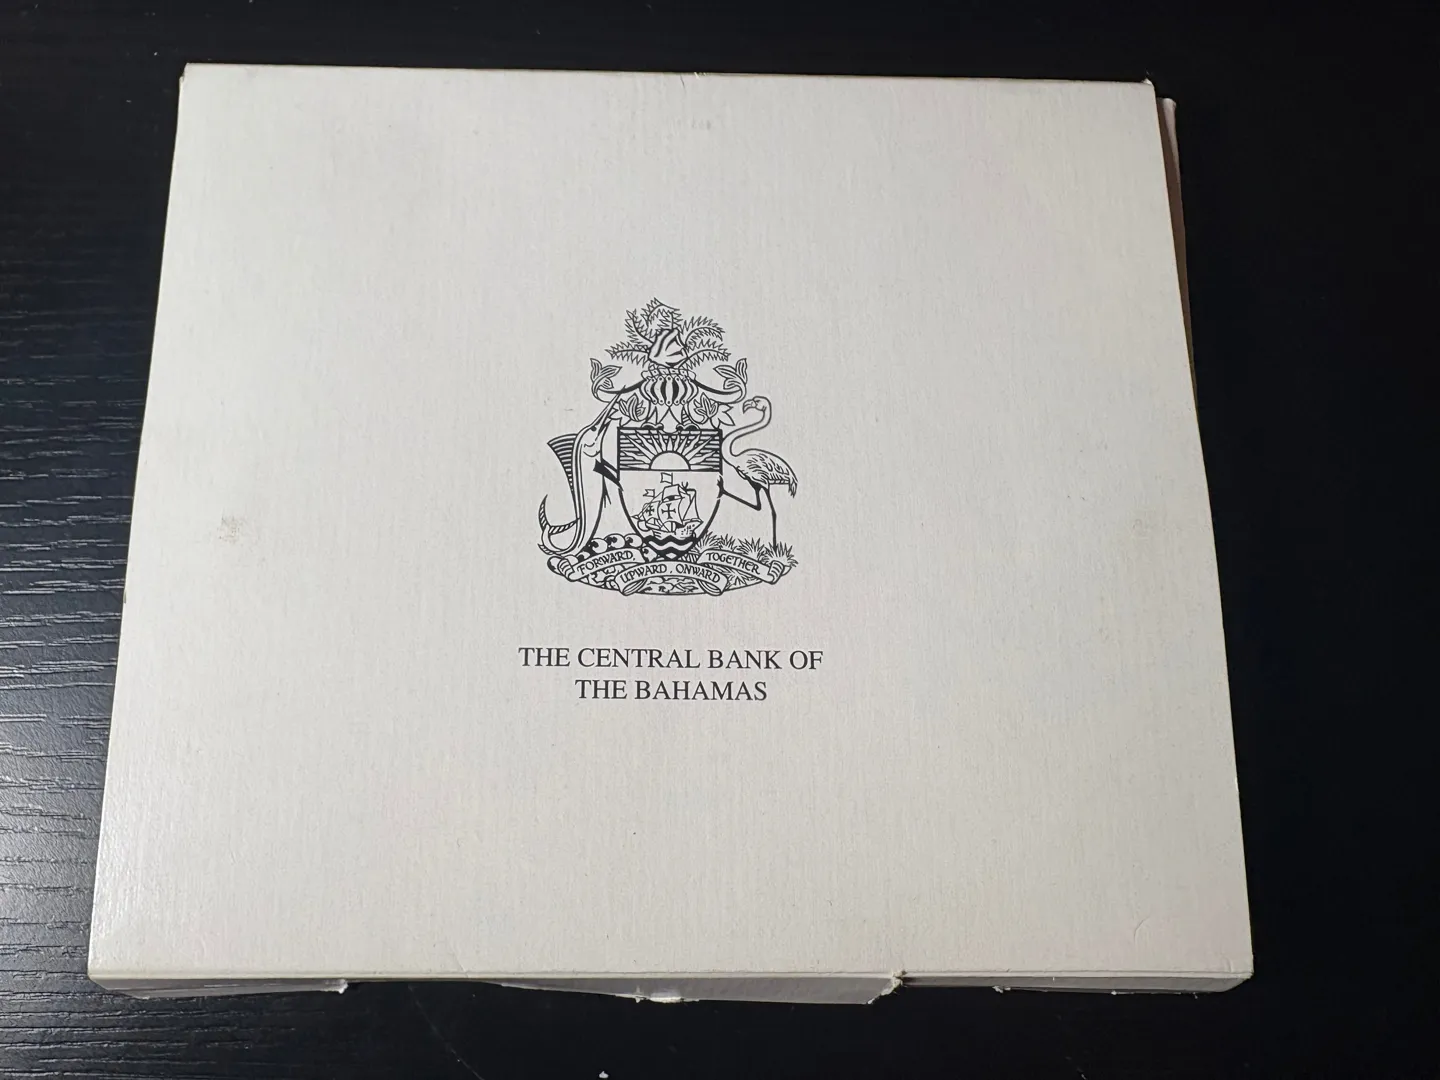 FORWARD, UPWARD, ONWARD TOGETHER
THE CENTRAL BANK OF
THE BAHAMAS